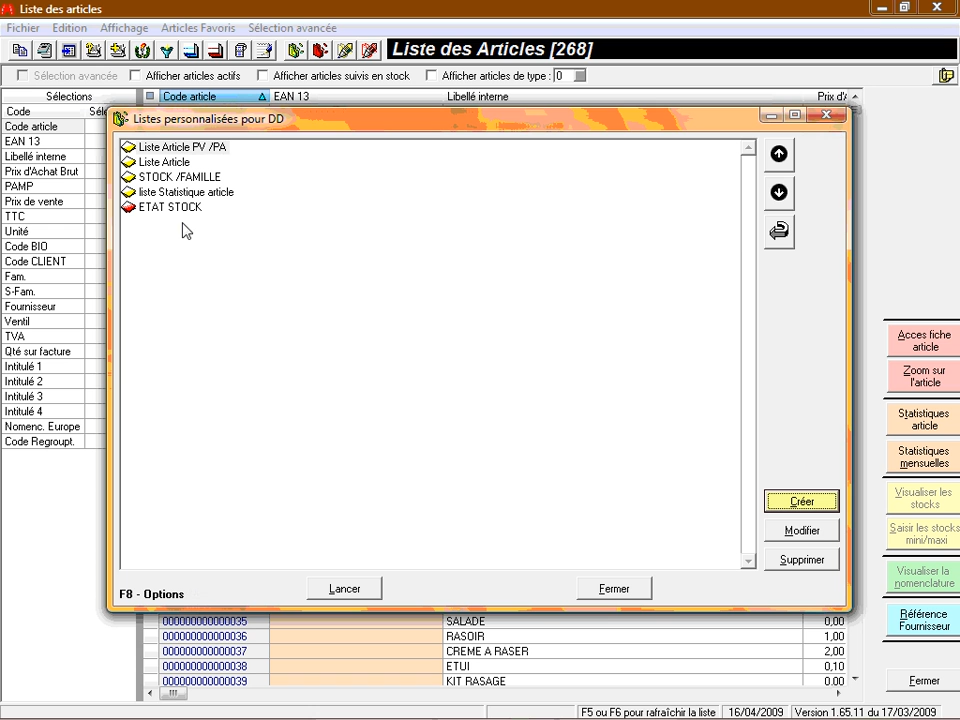 Liste des articles
Fichier Edition Affichage Articles Favoris Sélection avancée
Liste des Articles [268]
Sélection avancée Afficher articles actifs Afficher articles suivis en stock Afficher articles de type : 0
Sélections Code article EAN 13 Libellé interne Prix d'
Code Sél
Code article
EAN 13
Libellé interne
Prix d'Achat Brut
PAMP
Prix de vente
TTC
Unité
Code BIO
Code CLIENT
Fam.
S-Fam.
Fournisseur
Ventil
TVA
Qté sur facture
Intitulé 1
Intitulé 2
Intitulé 3
Intitulé 4
Nomenc. Europe
Code Regroupt.
Listes personnalisées pour DD
Liste Article PV /PA
Liste Article
STOCK /FAMILLE
liste Statistique article
ETAT STOCK
Créer
Modifier
Supprimer
F8 - Options
Lancer
Fermer
000000000000035 SALADE 0,00
000000000000036 RASOIR 1,00
000000000000037 CREME A RASER 2,00
000000000000038 ETUI 0,10
000000000000039 KIT RASAGE 0.00
Acces fiche
article
Zoom sur
l'article
Statistiques
article
Statistiques
mensuelles
Visualiser les
stocks
Saisir les stocks
mini/maxi
Visualiser la
nomenclature
Référence
Fournisseur
Fermer
F5 ou F6 pour rafraîchir la liste 16/04/2009 Version 1.65.11 du 17/03/2009